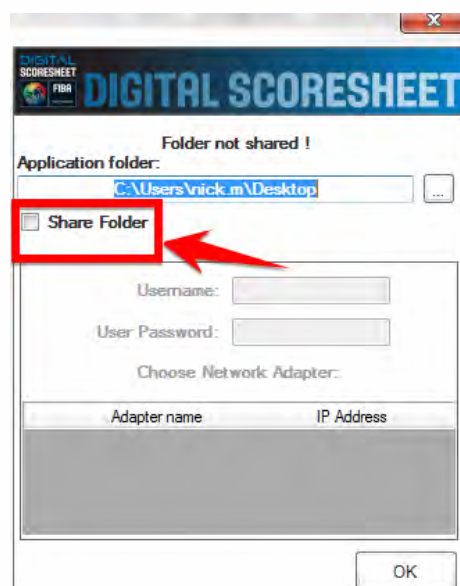 DIGITAL
SCORESHEET
FIBA
DIGITAL SCORESHEET
Folder not shared !
Application folder:
C:\Users\nick.m\Desktop
...
Share Folder
Username:
User Password:
Choose Network Adapter:
Adapter name IP Address
OK